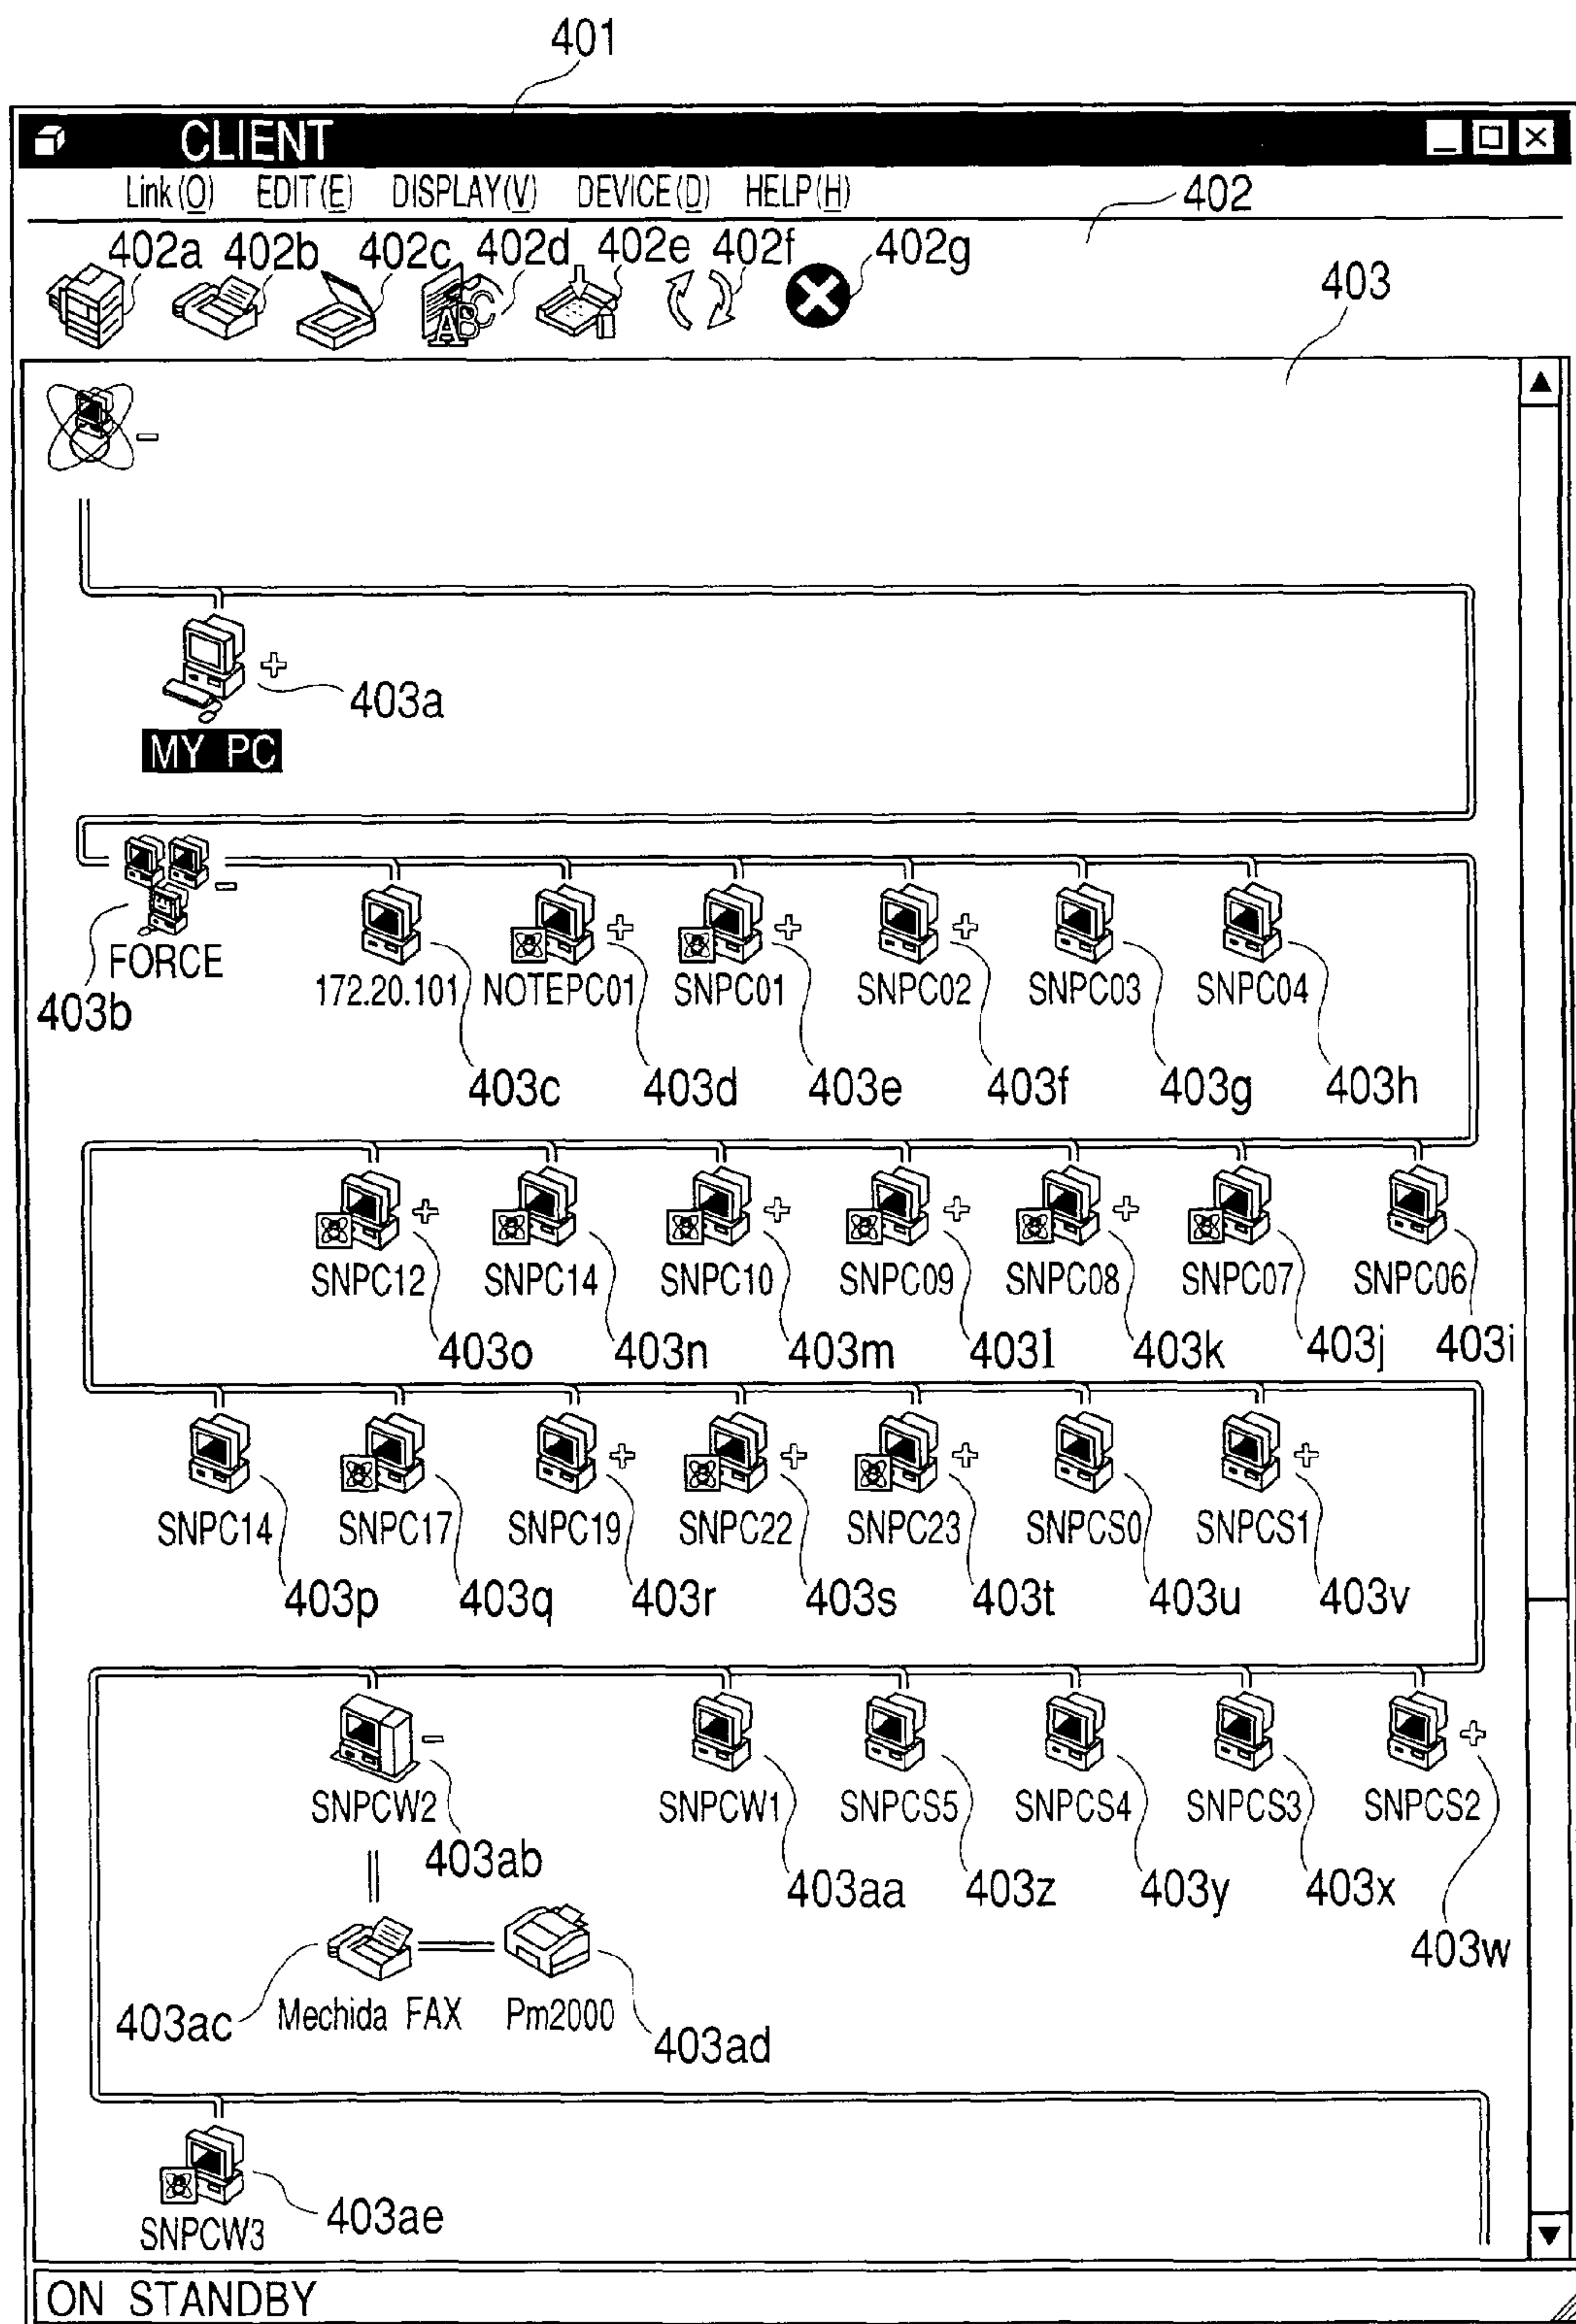 401
CLIENT
Link(O) EDIT(E) DISPLAY(V) DEVICE(D) HELP(H)
402
402a 402b 402c 402d 402e 402f 402g
403
403a
MY PC
FORCE
403b
172.20.101 NOTEPC01 SNPC01 SNPC02 SNPC03 SNPC04
403c 403d 403e 403f 403g 403h
SNPC12 SNPC14 SNPC10 SNPC09 SNPC08 SNPC07 SNPC06
403o 403n 403m 403l 403k 403j 403i
SNPC14 SNPC17 SNPC19 SNPC22 SNPC23 SNPCS0 SNPCS1
403p 403q 403r 403s 403t 403u 403v
SNPCW2 SNPCW1 SNPCS5 SNPCS4 SNPCS3 SNPCS2
403ab 403aa 403z 403y 403x
403w
403ac Mechida FAX Pm2000
403ad
SNPCW3
403ae
ON STANDBY